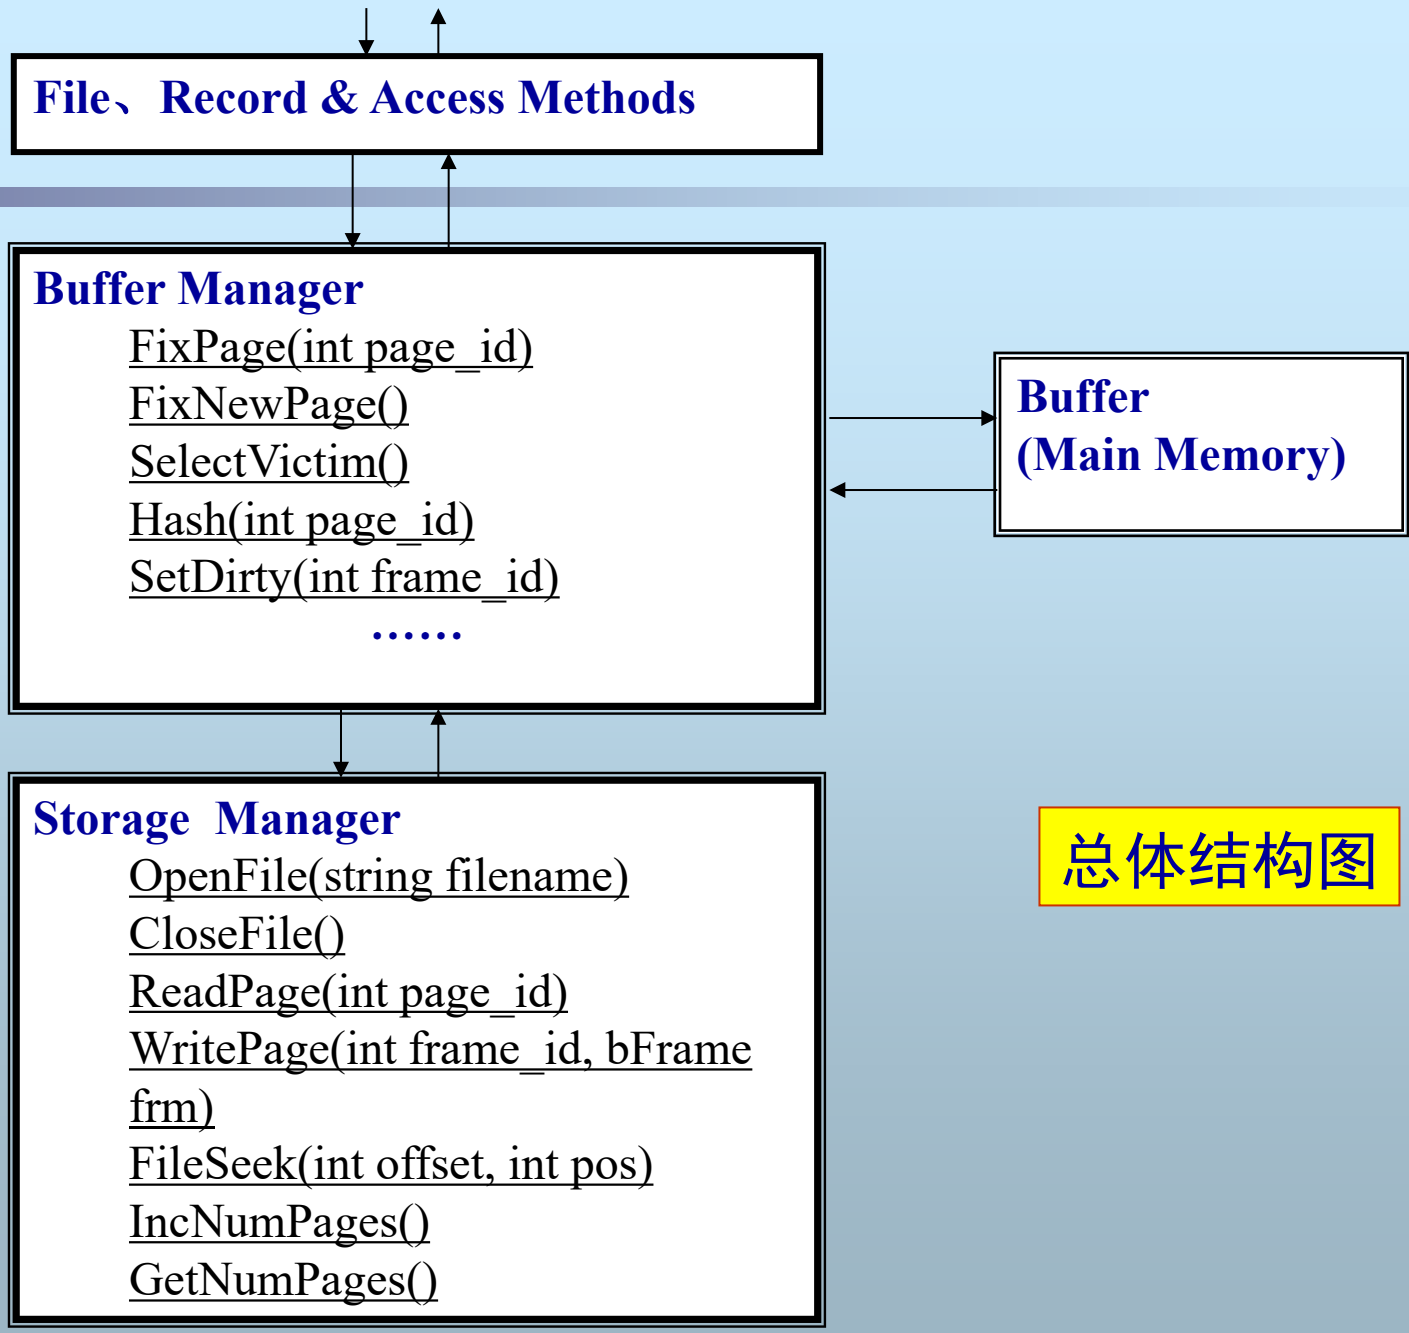 File、Record & Access Methods
Buffer Manager
FixPage(int page_id)
FixNewPage()
SelectVictim()
Hash(int page_id)
SetDirty(int frame_id)
……
Buffer
(Main Memory)
Storage  Manager
OpenFile(string filename)
CloseFile()
ReadPage(int page_id)
WritePage(int frame_id, bFrame
frm)
FileSeek(int offset, int pos)
IncNumPages()
GetNumPages()
总体结构图